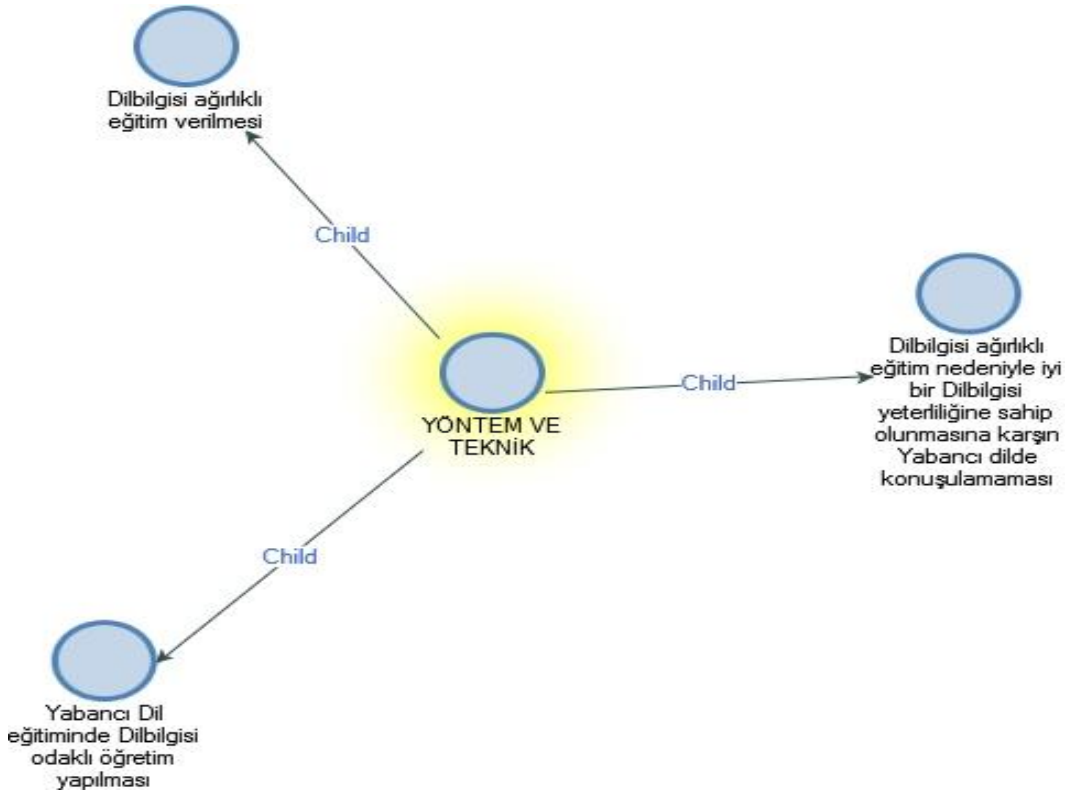 Dilbilgisi ağırlıklı
eğitim verilmesi
Child
Dilbilgisi ağırlıklı
eğitim nedeniyle iyi
bir Dilbilgisi
yeterliliğine sahip
olunmasına karşın
Yabancı dilde
konuşulamaması
Child
YÖNTEM VE
TEKNİK
Child
Yabancı Dil
eğitiminde Dilbilgisi
odaklı öğretim
yapılması